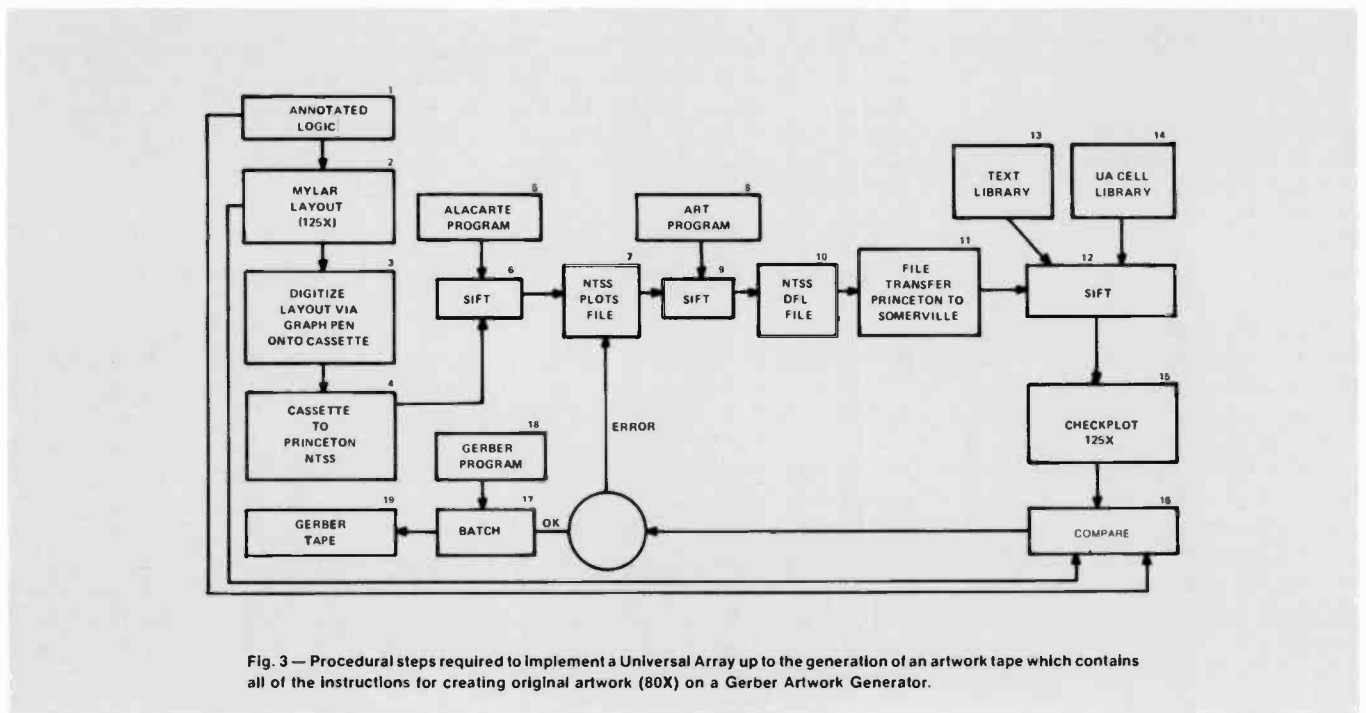 1
ANNOTATED
LOGIC
2
MYLAR
LAYOUT
(125X)
3
DIGITIZE
LAYOUT VIA
GRAPH PEN
ONTO CASSETTE
4
CASSETTE
TO
PRINCETON
NTSS
5
ALACARTE
PROGRAM
6
SIFT
7
NTSS
PLOTS
FILE
8
ART
PROGRAM
9
SIFT
10
NTSS
DFL
FILE
11
FILE
TRANSFER
PRINCETON TO
SOMERVILLE
12
SIFT
13
TEXT
LIBRARY
14
UA CELL
LIBRARY
15
CHECKPLOT
125X
16
COMPARE
ERROR
OK
17
BATCH
18
GERBER
PROGRAM
19
GERBER
TAPE
Fig. 3 — Procedural steps required to implement a Universal Array up to the generation of an artwork tape which contains
all of the instructions for creating original artwork (80X) on a Gerber Artwork Generator.